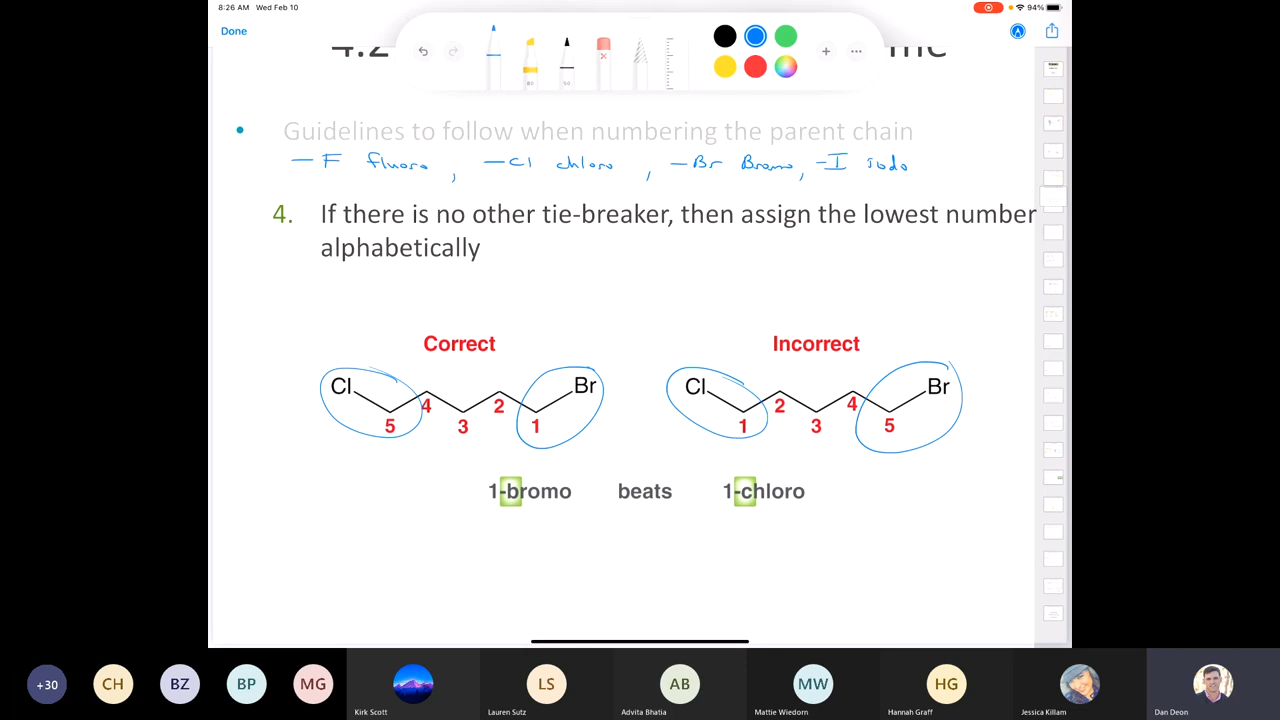 8:26 AM Wed Feb 10
94%
Done
4.2
Guidelines to follow when numbering the parent chain
— F fluoro, — Cl chloro, — Br Bromo, - I Iodo
4. If there is no other tie-breaker, then assign the lowest number
alphabetically
Correct Incorrect
Cl Br Cl Br
4 2 2 4
5 3 1 1 3 5
1-bromo beats 1-chloro
+30 CH BZ BP MG LS AB MW HG
Kirk Scott Lauren Sutz Advita Bhatia Mattie Wiedorn Hannah Graff Jessica Killam Dan Deon